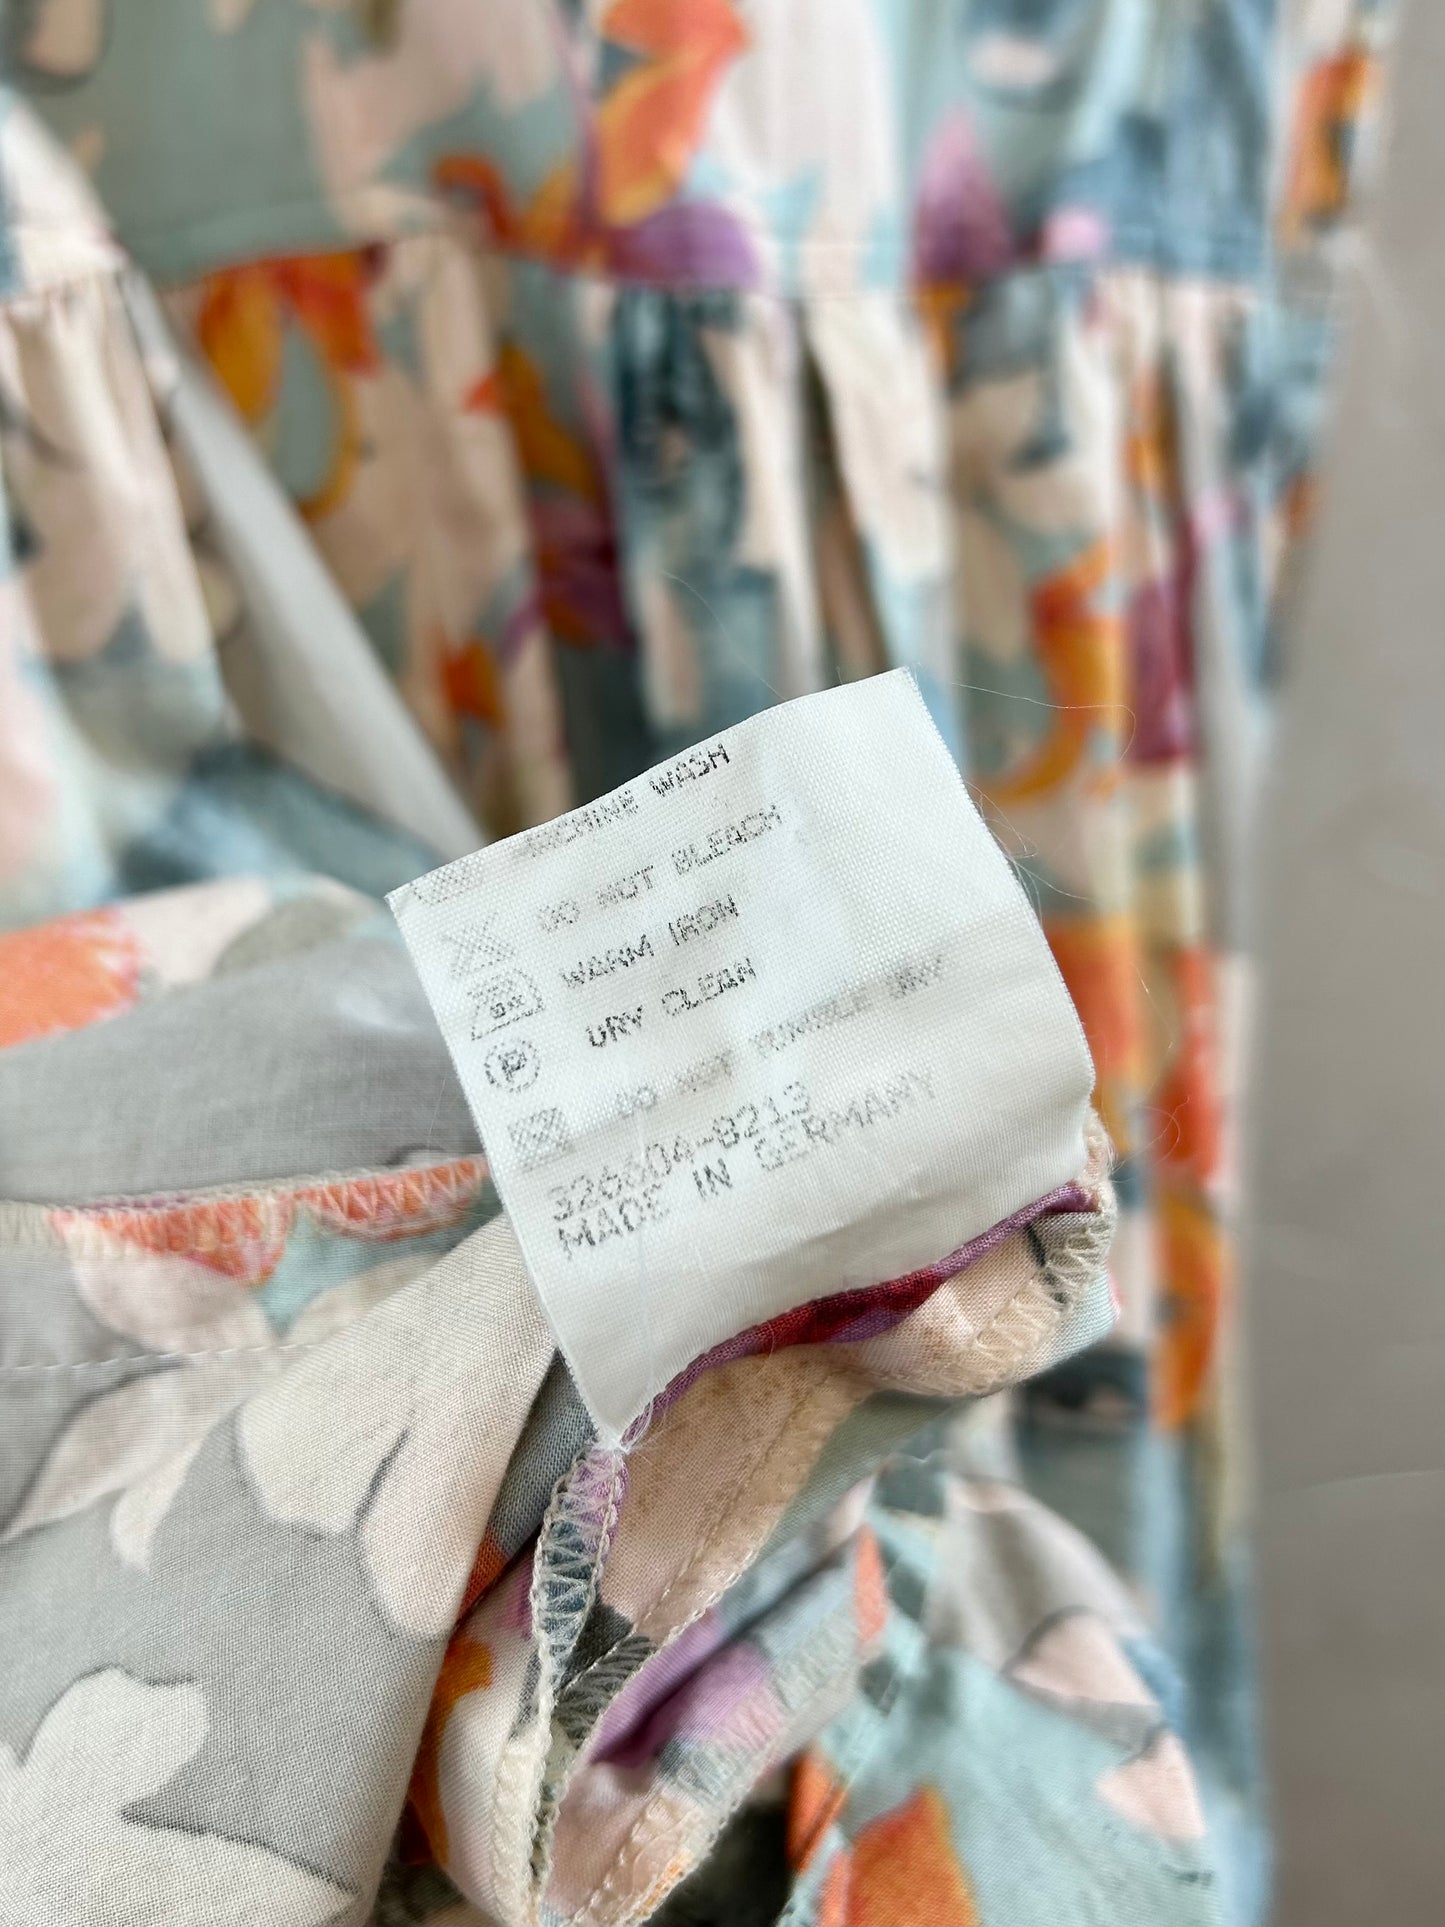 MACHINE WASH
DO NOT BLEACH
WARM IRON
DRY CLEAN
P
DO NOT TUMBLE DRY
326604-8213
MADE IN GERMANY